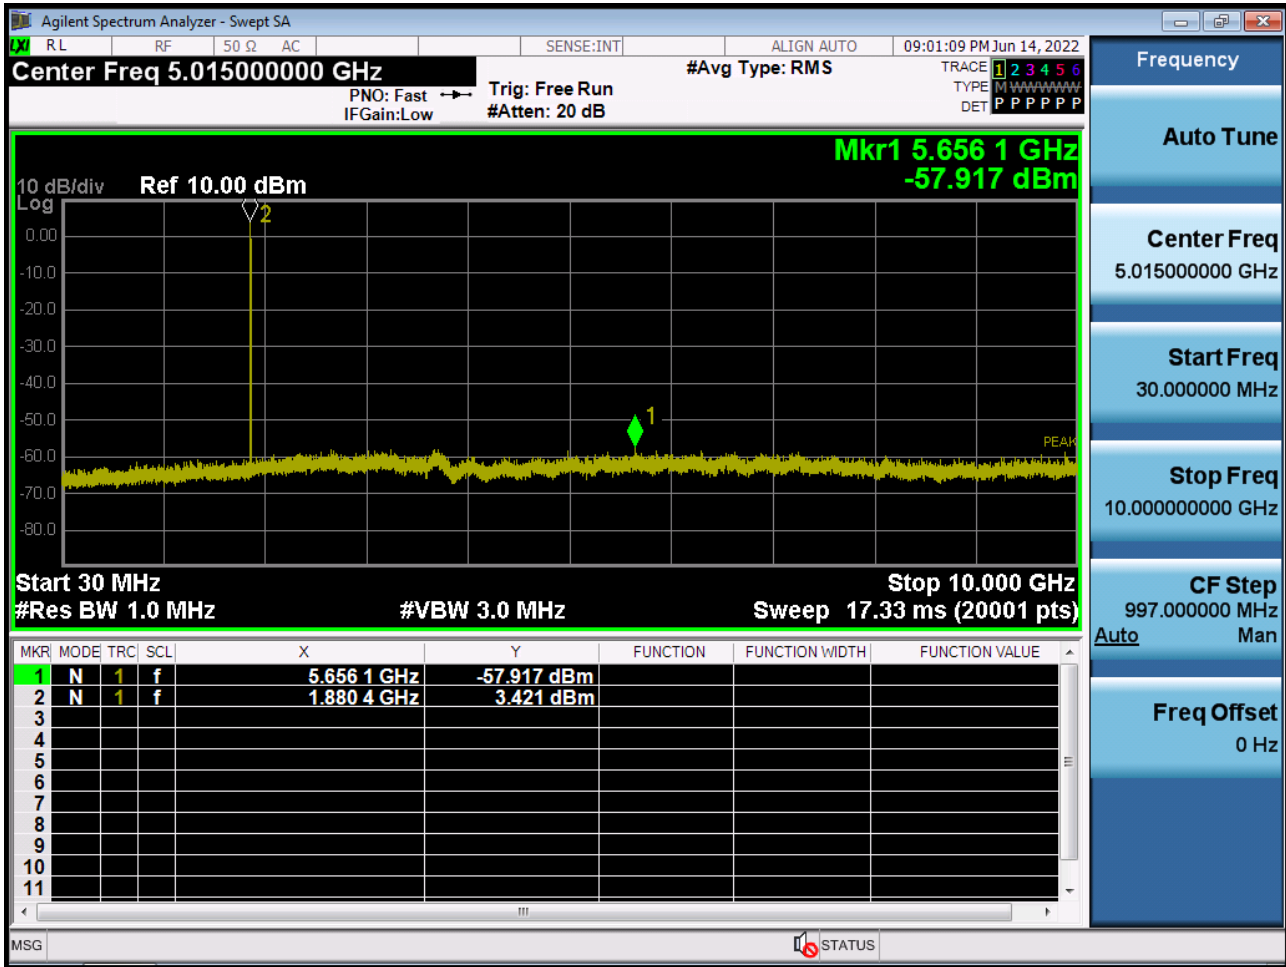 Agilent Spectrum Analyzer - Swept SA
LXI RL RF 50 Ω AC SENSE:INT ALIGN AUTO 09:01:09 PM Jun 14, 2022
Center Freq 5.015000000 GHz
PNO: Fast
IFGain:Low
Trig: Free Run
#Atten: 20 dB
#Avg Type: RMS
TRACE 1 2 3 4 5 6
TYPE M WWWWW
DET P P P P P P
Mkr1 5.656 1 GHz
-57.917 dBm
10 dB/div Ref 10.00 dBm
Log
2
0.00
-10.0
-20.0
-30.0
-40.0
-50.0
1
PEAK
-60.0
-70.0
-80.0
Start 30 MHz Stop 10.000 GHz
#Res BW 1.0 MHz #VBW 3.0 MHz Sweep 17.33 ms (20001 pts)
MKR MODE TRC SCL X Y FUNCTION FUNCTION WIDTH FUNCTION VALUE
1 N 1 f 5.656 1 GHz -57.917 dBm
2 N 1 f 1.880 4 GHz 3.421 dBm
3
4
5
6
7
8
9
10
11
MSG STATUS
Frequency
Auto Tune
Center Freq
5.015000000 GHz
Start Freq
30.000000 MHz
Stop Freq
10.000000000 GHz
CF Step
997.000000 MHz
Auto Man
Freq Offset
0 Hz